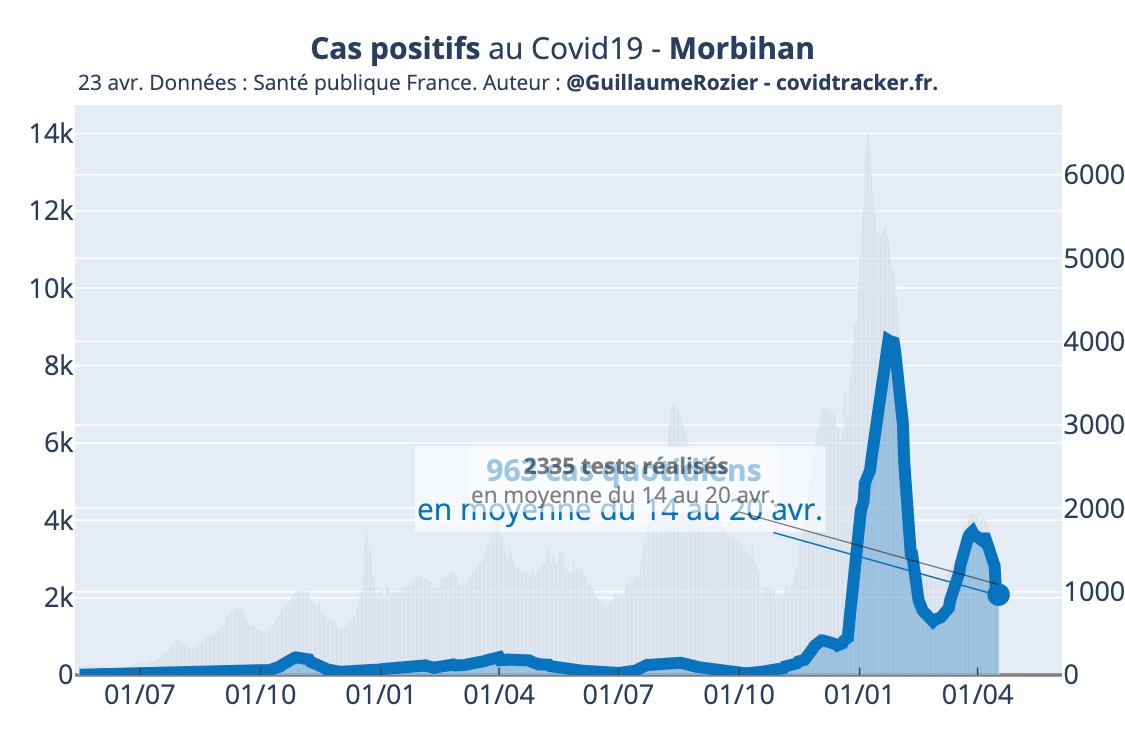 Cas positifs au Covid19 - Morbihan
23 avr. Données : Santé publique France. Auteur : @GuillaumeRozier - covidtracker.fr.
14k
12k
10k
8k
6k
4k
2k
0
6000
5000
4000
3000
2000
1000
0
2335 tests réalisés
en moyenne du 14 au 20 avr.
963 cas quotidiens
en moyenne du 14 au 20 avr.
01/07
01/10
01/01
01/04
01/07
01/10
01/01
01/04